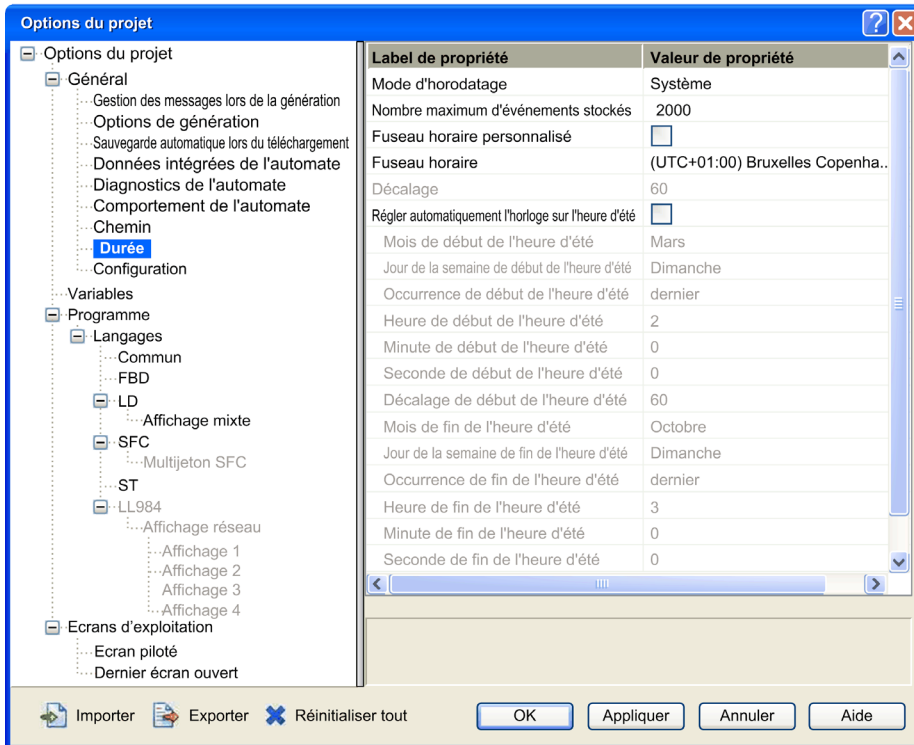 Options du projet
?
Options du projet
Général
Gestion des messages lors de la génération
Options de génération
Sauvegarde automatique lors du téléchargement
Données intégrées de l'automate
Diagnostics de l'automate
Comportement de l'automate
Chemin
Durée
Configuration
Variables
Programme
Langages
Commun
FBD
LD
Affichage mixte
SFC
Multijeton SFC
ST
LL984
Affichage réseau
Affichage 1
Affichage 2
Affichage 3
Affichage 4
Ecrans d'exploitation
Ecran piloté
Dernier écran ouvert
Label de propriété Valeur de propriété
Mode d'horodatage Système
Nombre maximum d'événements stockés 2000
Fuseau horaire personnalisé
Fuseau horaire (UTC+01:00) Bruxelles Copenha..
Décalage 60
Régler automatiquement l'horloge sur l'heure d'été
Mois de début de l'heure d'été Mars
Jour de la semaine de début de l'heure d'été Dimanche
Occurrence de début de l'heure d'été dernier
Heure de début de l'heure d'été 2
Minute de début de l'heure d'été 0
Seconde de début de l'heure d'été 0
Décalage de début de l'heure d'été 60
Mois de fin de l'heure d'été Octobre
Jour de la semaine de fin de l'heure d'été Dimanche
Occurrence de fin de l'heure d'été dernier
Heure de fin de l'heure d'été 3
Minute de fin de l'heure d'été 0
Seconde de fin de l'heure d'été 0
Importer Exporter Réinitialiser tout OK Appliquer Annuler Aide